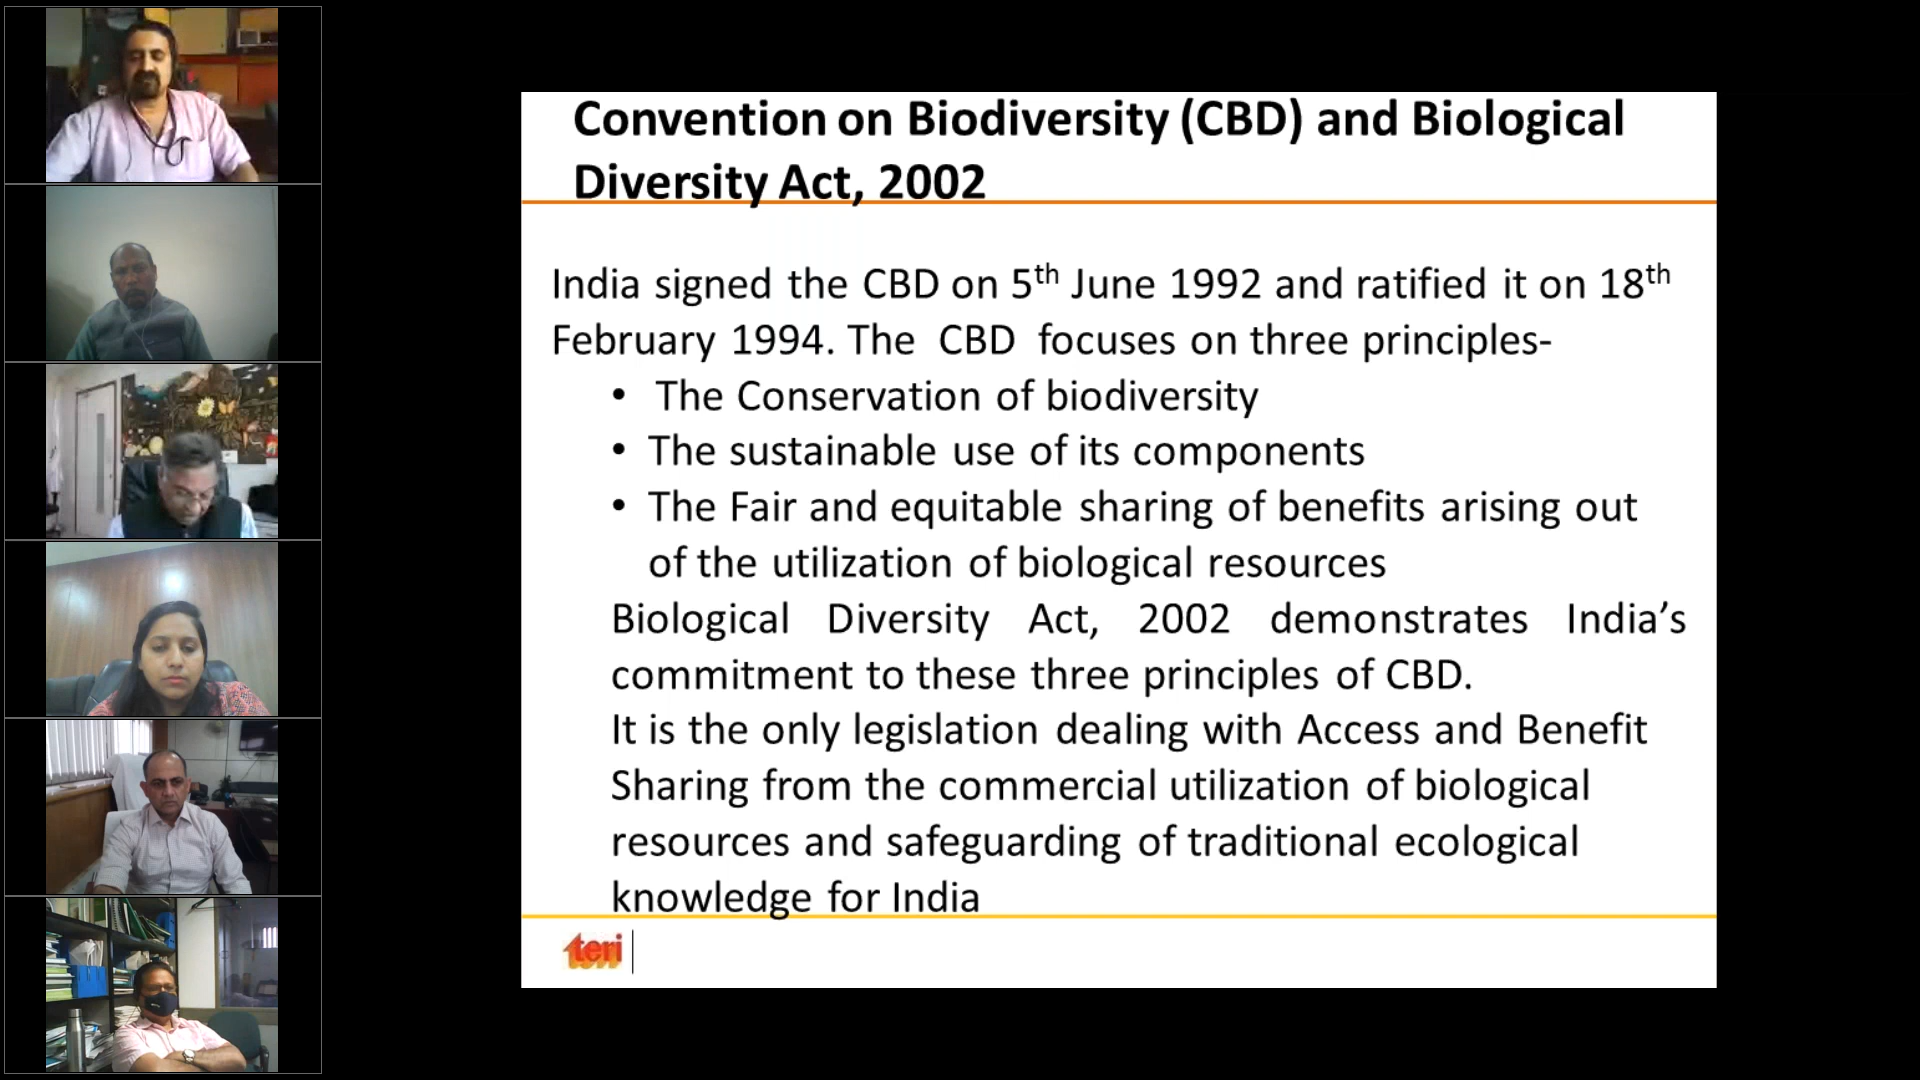 Convention on Biodiversity (CBD) and Biological
Diversity Act, 2002
India signed the CBD on 5th June 1992 and ratified it on 18th
February 1994. The CBD focuses on three principles-
• The Conservation of biodiversity
• The sustainable use of its components
• The Fair and equitable sharing of benefits arising out
of the utilization of biological resources
Biological Diversity Act, 2002 demonstrates India’s
commitment to these three principles of CBD.
It is the only legislation dealing with Access and Benefit
Sharing from the commercial utilization of biological
resources and safeguarding of traditional ecological
knowledge for India
teri